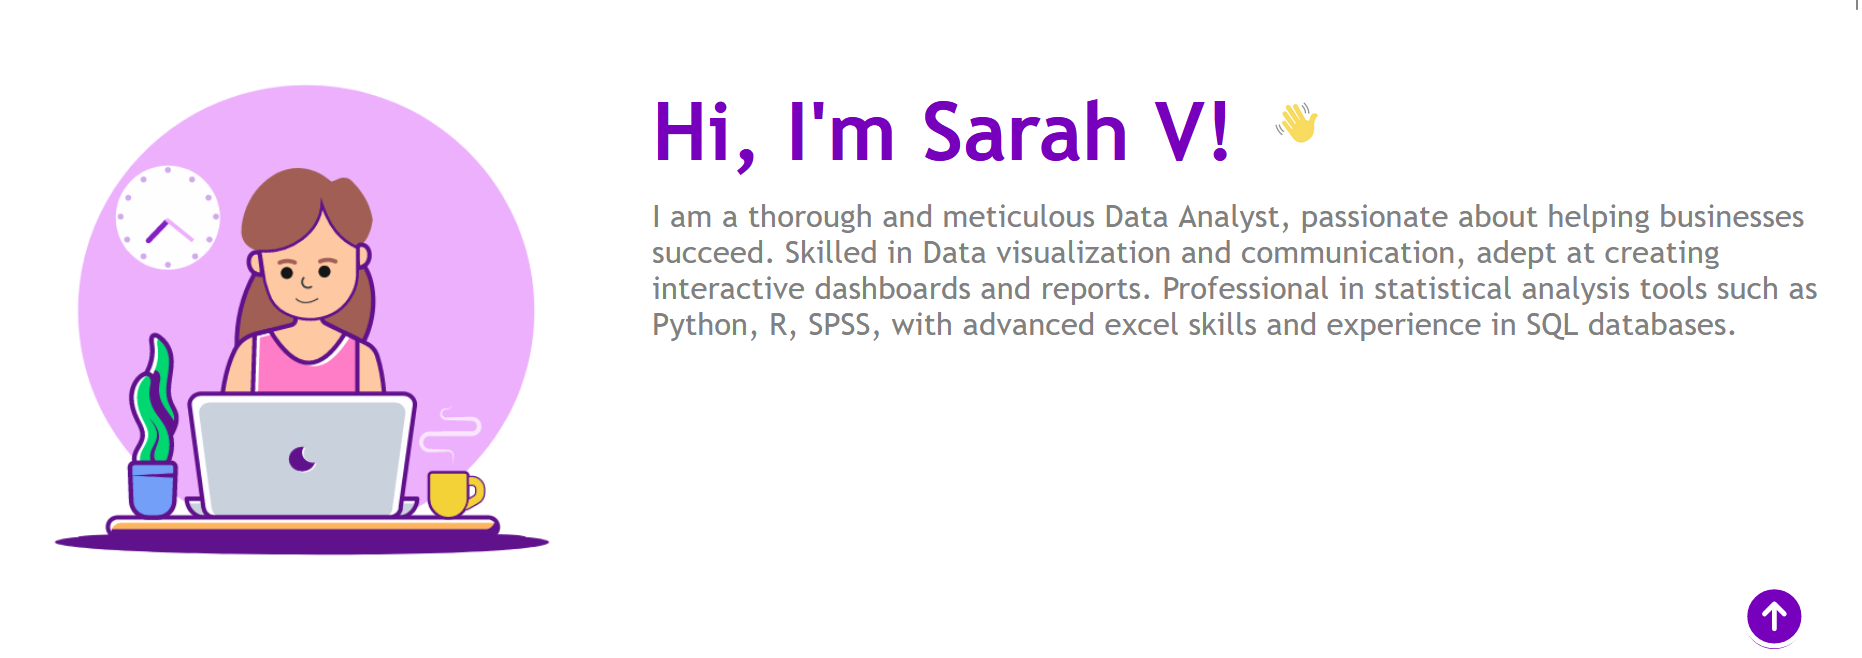 Hi, I'm Sarah V! 👋
I am a thorough and meticulous Data Analyst, passionate about helping businesses
succeed. Skilled in Data visualization and communication, adept at creating
interactive dashboards and reports. Professional in statistical analysis tools such as
Python, R, SPSS, with advanced excel skills and experience in SQL databases.